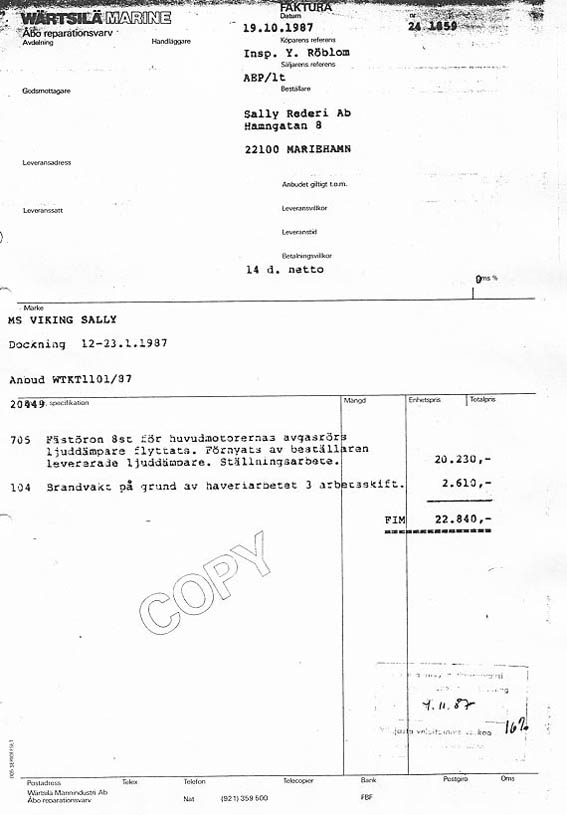 WÄRTSILÄ MARINE
Åbo reparationsvarv
Avdelning
Handläggare
FAKTURA
Datum
nr
19.10.1987
24.1059
Köparens referens
Insp. Y. Röblom
Säljarens referens
ABP/lt
Godsmottagare
Beställare
Sally Rederi Ab
Hamngatan 8
22100 MARIEHAMN
Leveransadress
Anbudet giltigt t.o.m.
Leveranssätt
Leveransvillkor
Leveranstid
Betalningsvillkor
14 d. netto
Oms %
Märke
MS VIKING SALLY
Dockning 12-23.1.1987
Anbud WTKT1101/87
20449 specifikation
Mängd
Enhetspris
Totalpris
705 Fästöron 8st för huvudmotorernas avgasrörs
ljuddämpare flyttats. Förnyats av beställaren
levererade ljuddämpare. Ställningsarbete. 20.230,-
104 Brandvakt på grund av haveriarbetet 3 arbetsskift. 2.610,-
FIM 22.840,-
COPY
4.11.87
16%
Postadress
Telex
Telefon
Telecopier
Bank
Postgiro
Oms
Wärtsilä Marinindustri Ab
Åbo reparationsvarv
Nat (921) 359 500
FBF